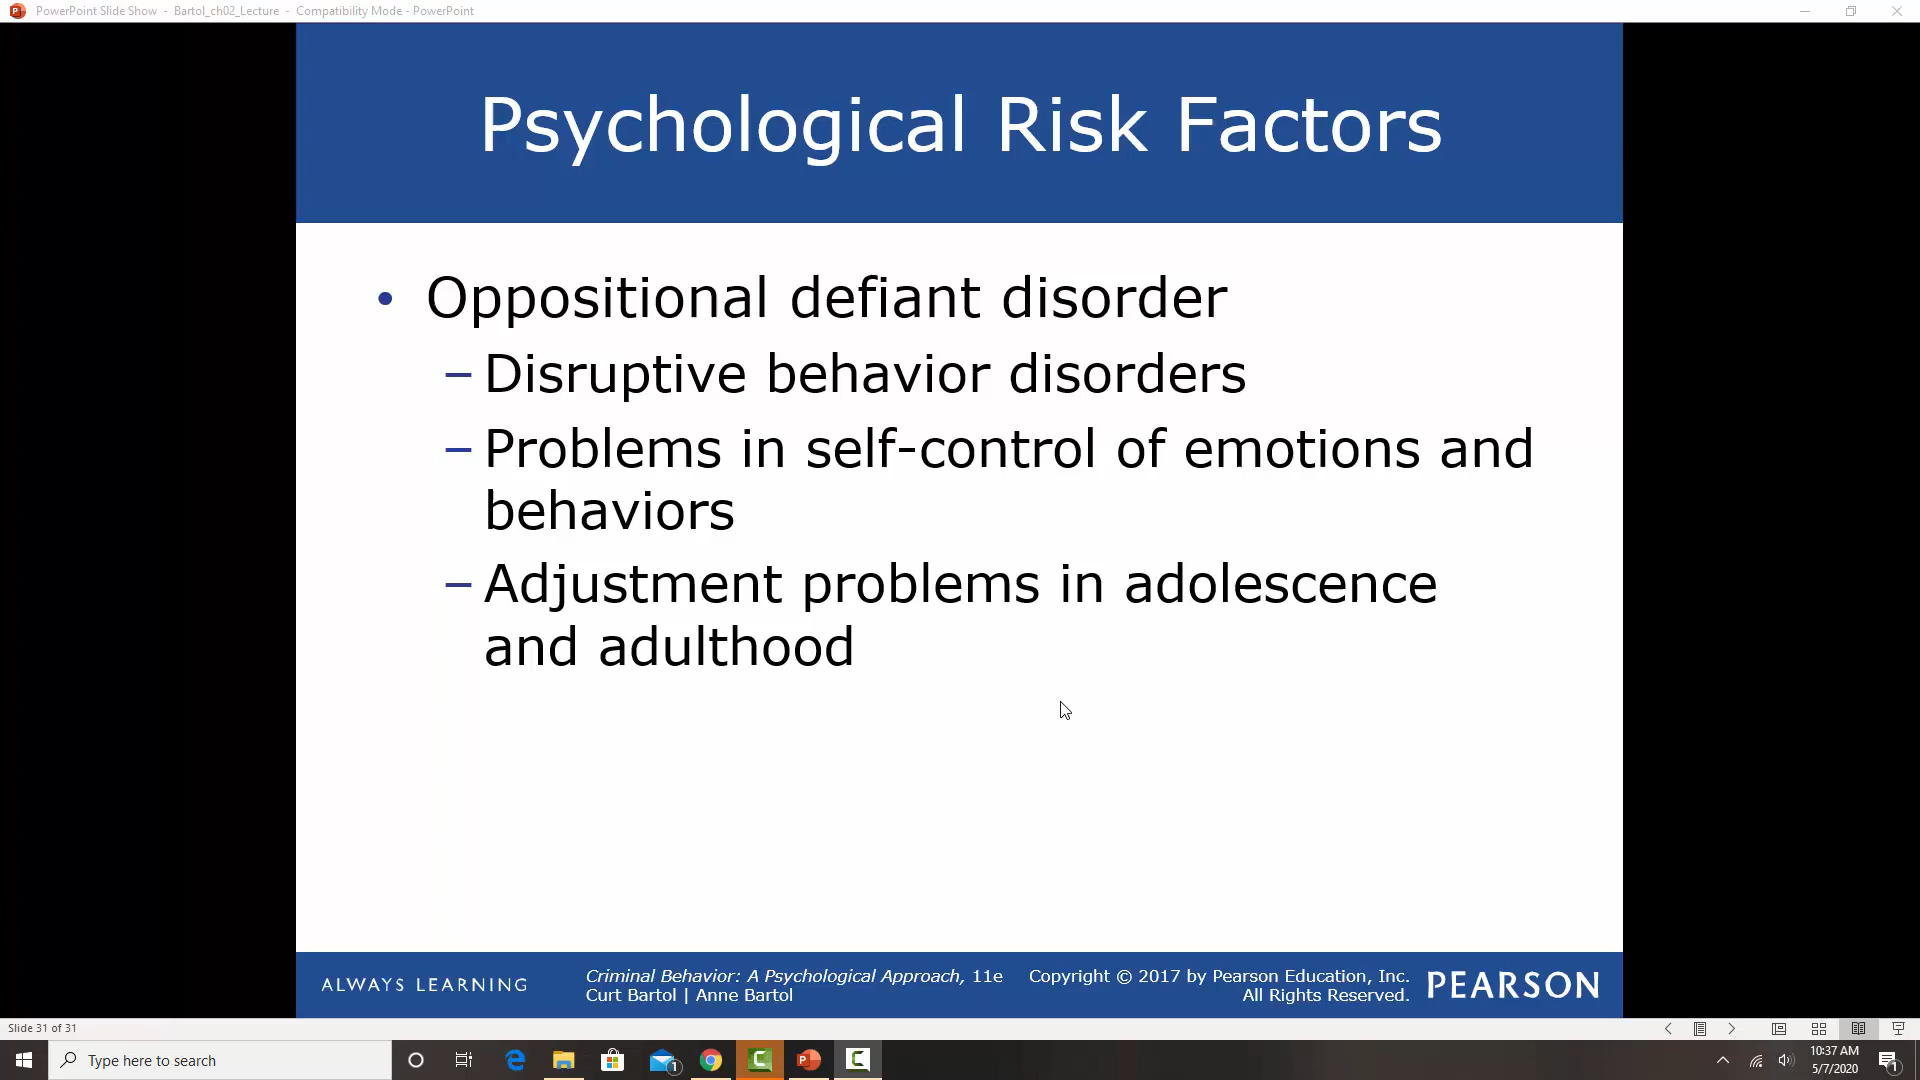 PowerPoint Slide Show - Bartol_ch02_Lecture - Compatibility Mode - PowerPoint
Psychological Risk Factors
• Oppositional defiant disorder
– Disruptive behavior disorders
– Problems in self-control of emotions and
behaviors
– Adjustment problems in adolescence
and adulthood
ALWAYS LEARNING
Criminal Behavior: A Psychological Approach, 11e
Curt Bartol | Anne Bartol
Copyright © 2017 by Pearson Education, Inc.
All Rights Reserved.
PEARSON
Slide 31 of 31
Type here to search
1
10:37 AM
5/7/2020
1